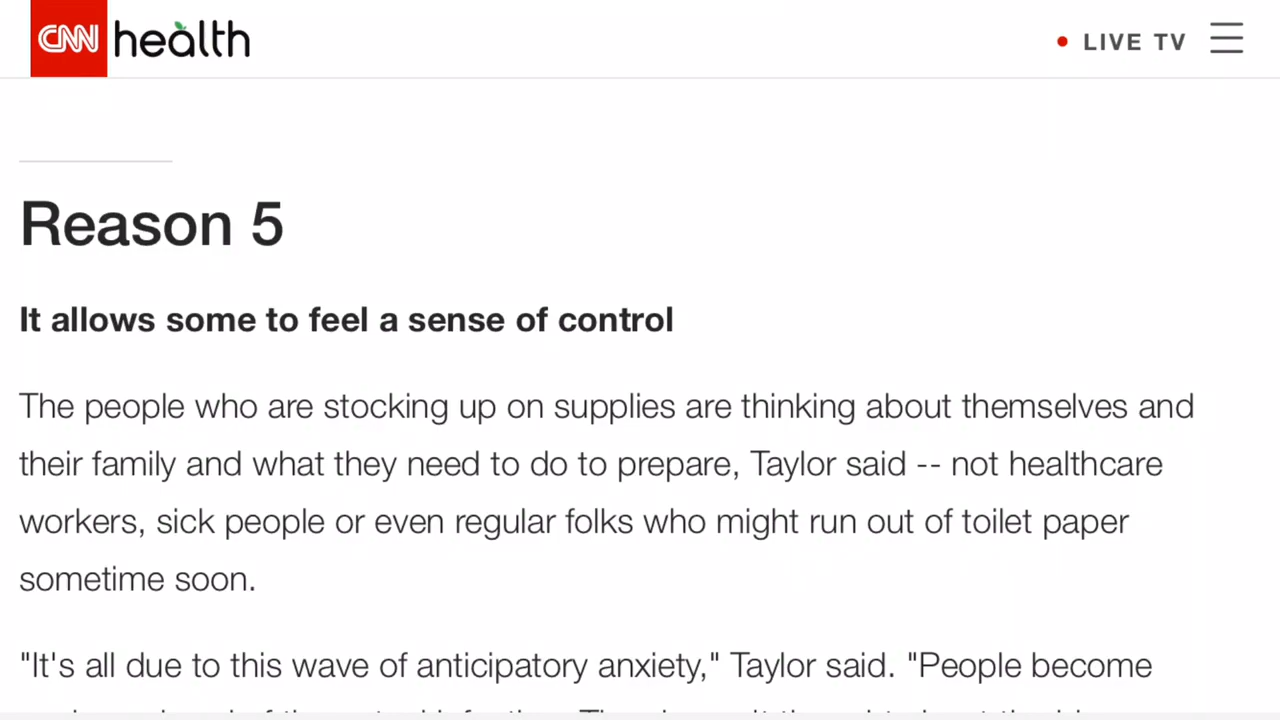 CNN health
LIVE TV
Reason 5
It allows some to feel a sense of control
The people who are stocking up on supplies are thinking about themselves and
their family and what they need to do to prepare, Taylor said -- not healthcare
workers, sick people or even regular folks who might run out of toilet paper
sometime soon.
"It's all due to this wave of anticipatory anxiety," Taylor said. "People become